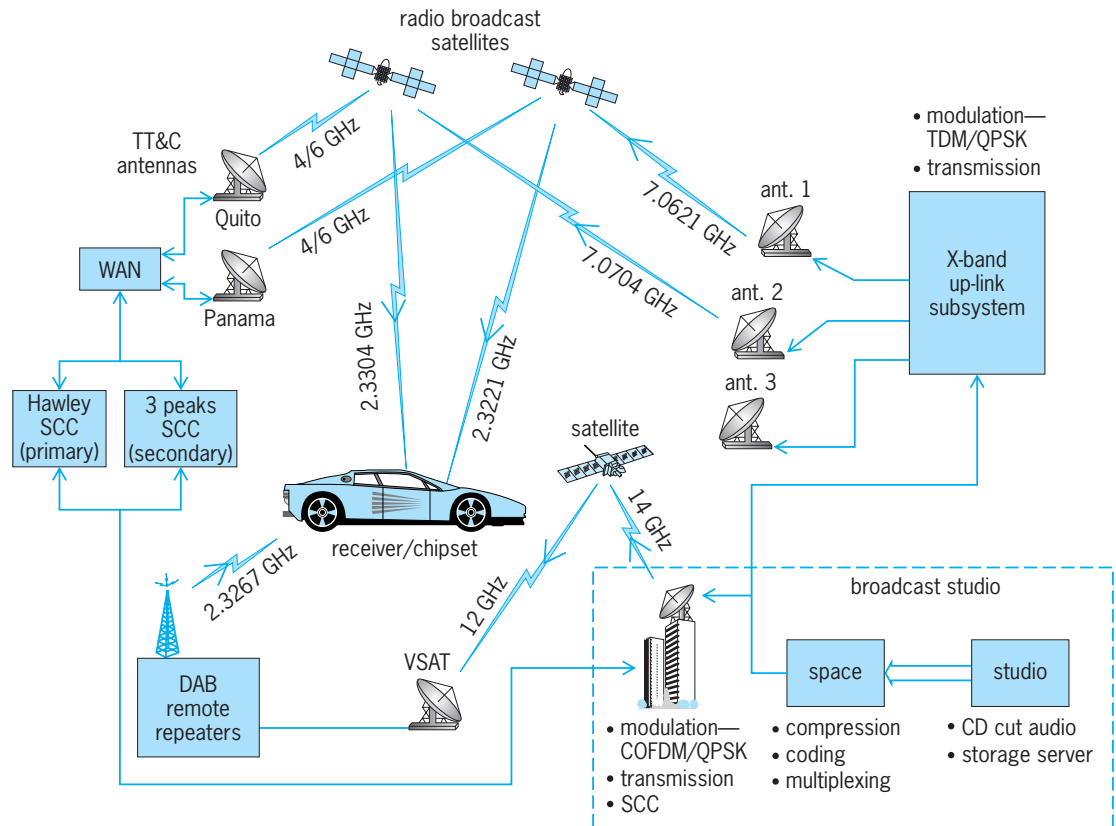 radio broadcast
satellites
• modulation—
TDM/QPSK
• transmission
TT&C
antennas
4/6 GHz
Quito
4/6 GHz
7.0621 GHz
ant. 1
WAN
Panama
7.0704 GHz
ant. 2
X-band
up-link
subsystem
2.3304 GHz
2.3221 GHz
ant. 3
Hawley
SCC
(primary)
3 peaks
SCC
(secondary)
satellite
14 GHz
receiver/chipset
2.3267 GHz
12 GHz
broadcast studio
VSAT
DAB
remote
repeaters
space
studio
• modulation—
COFDM/QPSK
• transmission
• SCC
• compression
• coding
• multiplexing
• CD cut audio
• storage server